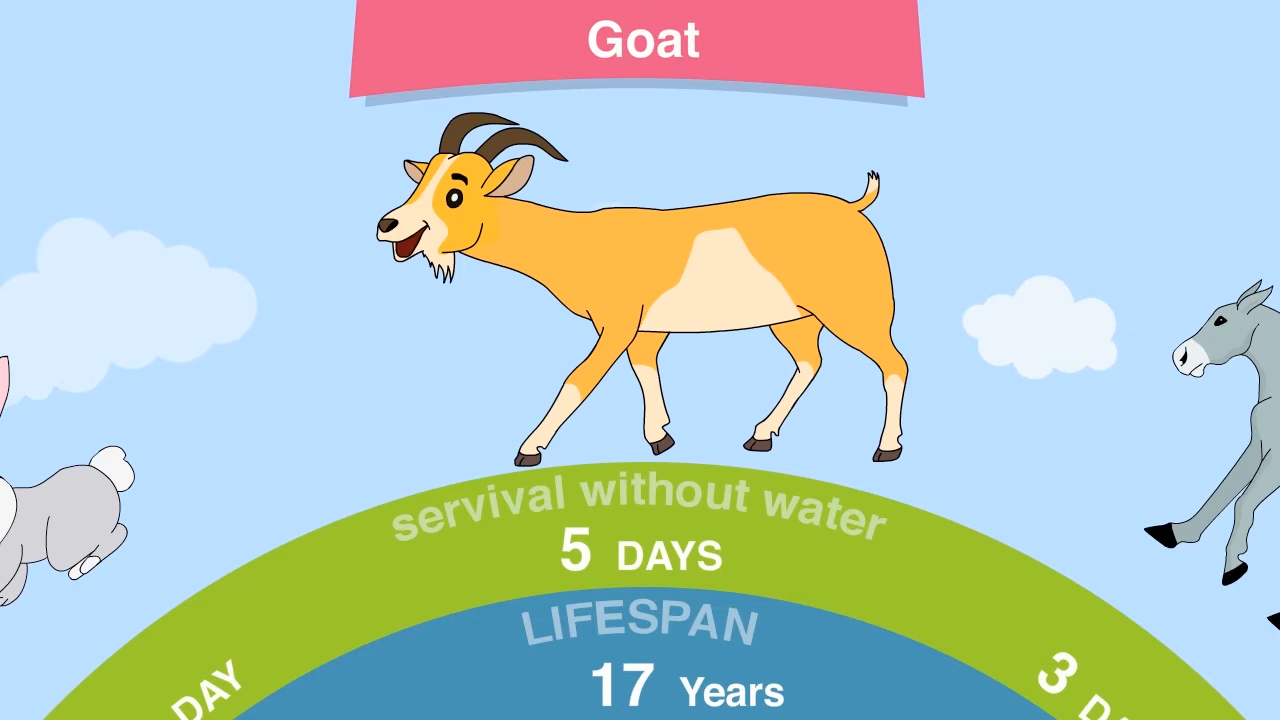 Goat
servival without water
5 DAYS
LIFESPAN
17 Years
DAY
3